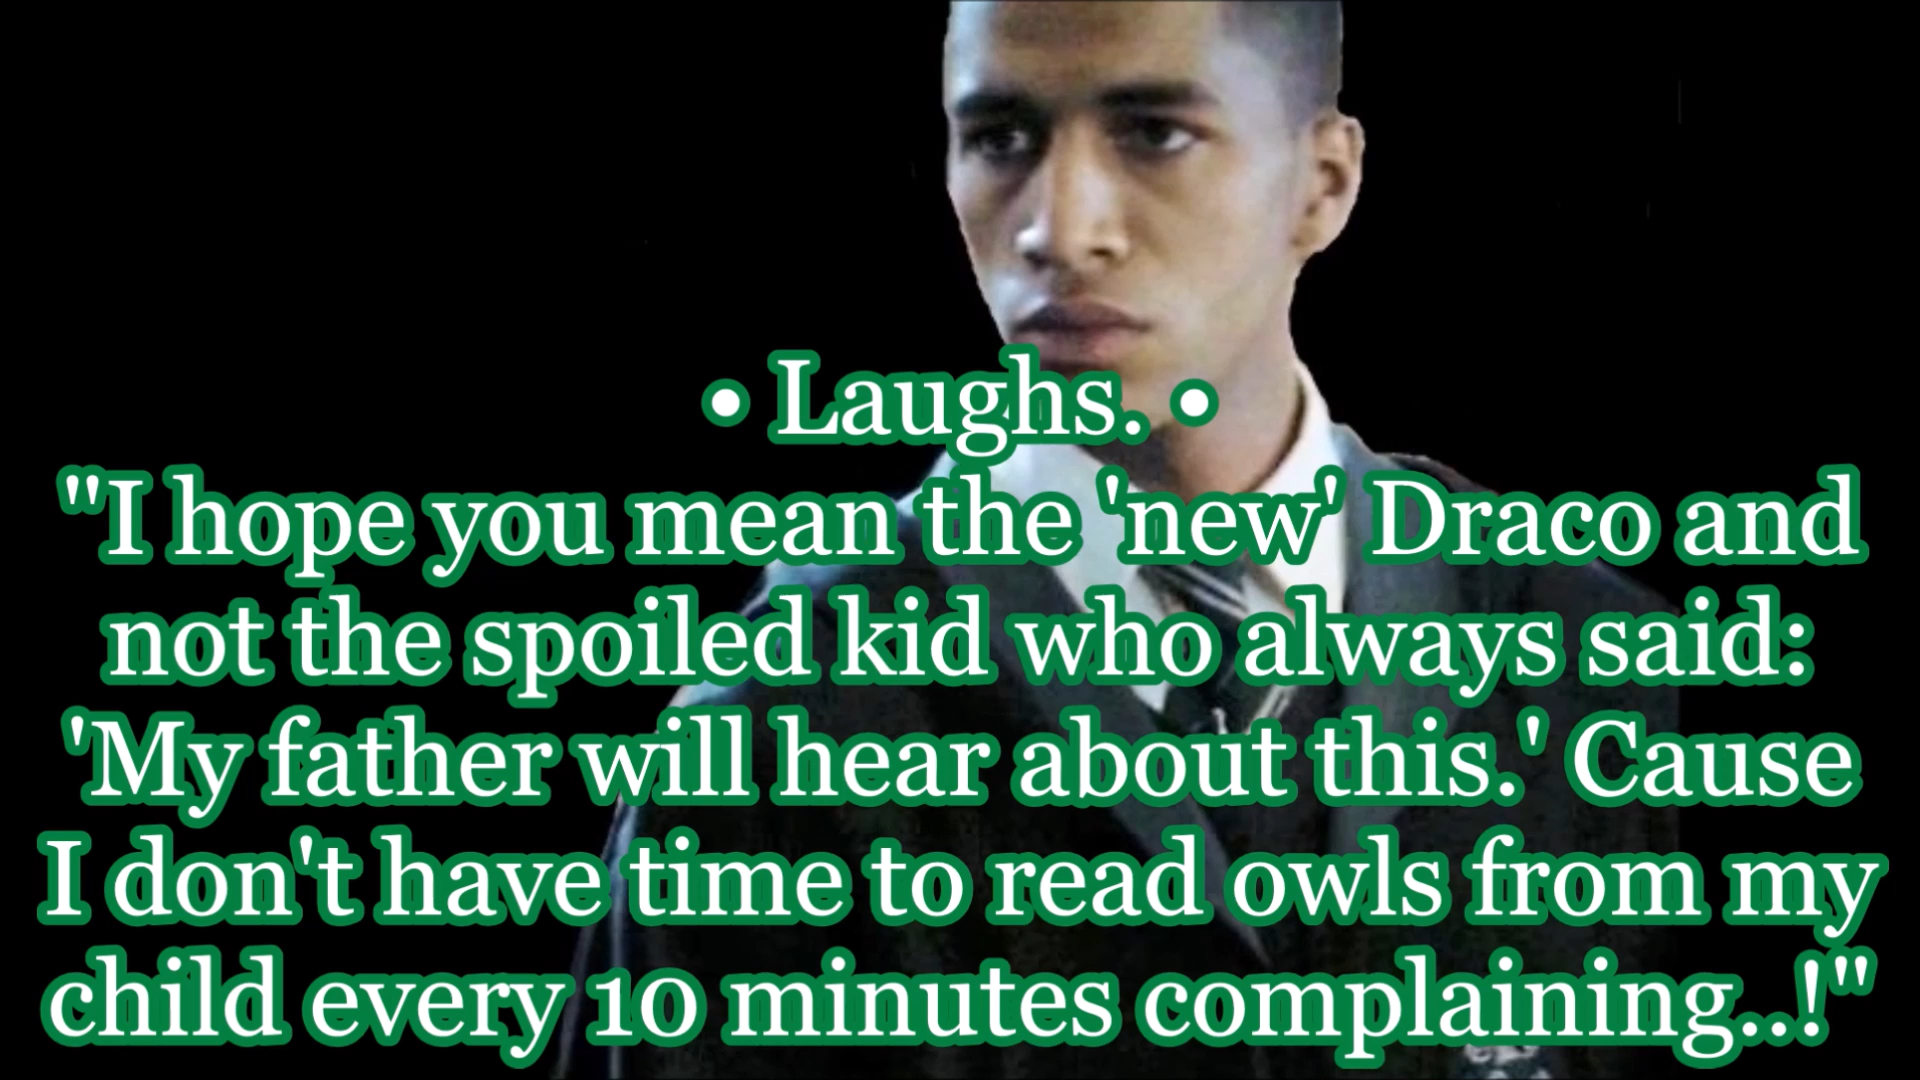 • Laughs. •
"I hope you mean the 'new' Draco and
not the spoiled kid who always said:
'My father will hear about this.' Cause
I don't have time to read owls from my
child every 10 minutes complaining..!"